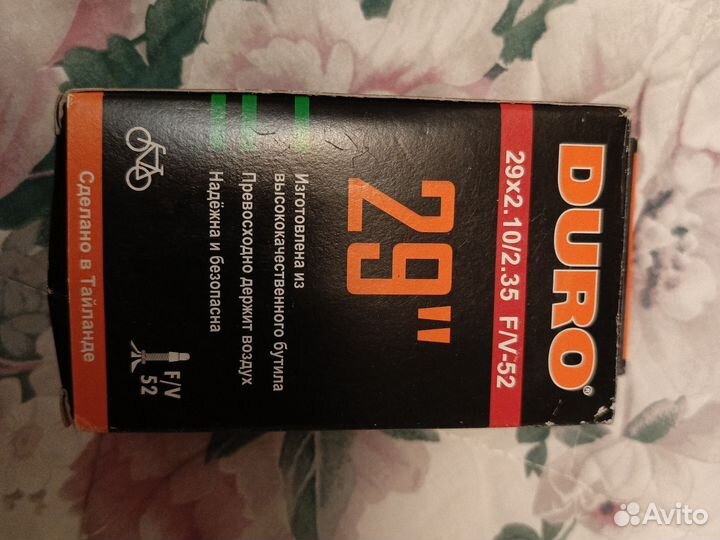 DURO®
29x2.10/2.35 F/V-52
29"
Изготовлена из
высококачественного бутила
Превосходно держит воздух
Надёжна и безопасна
F/V
52
Сделано в Тайланде
Avito